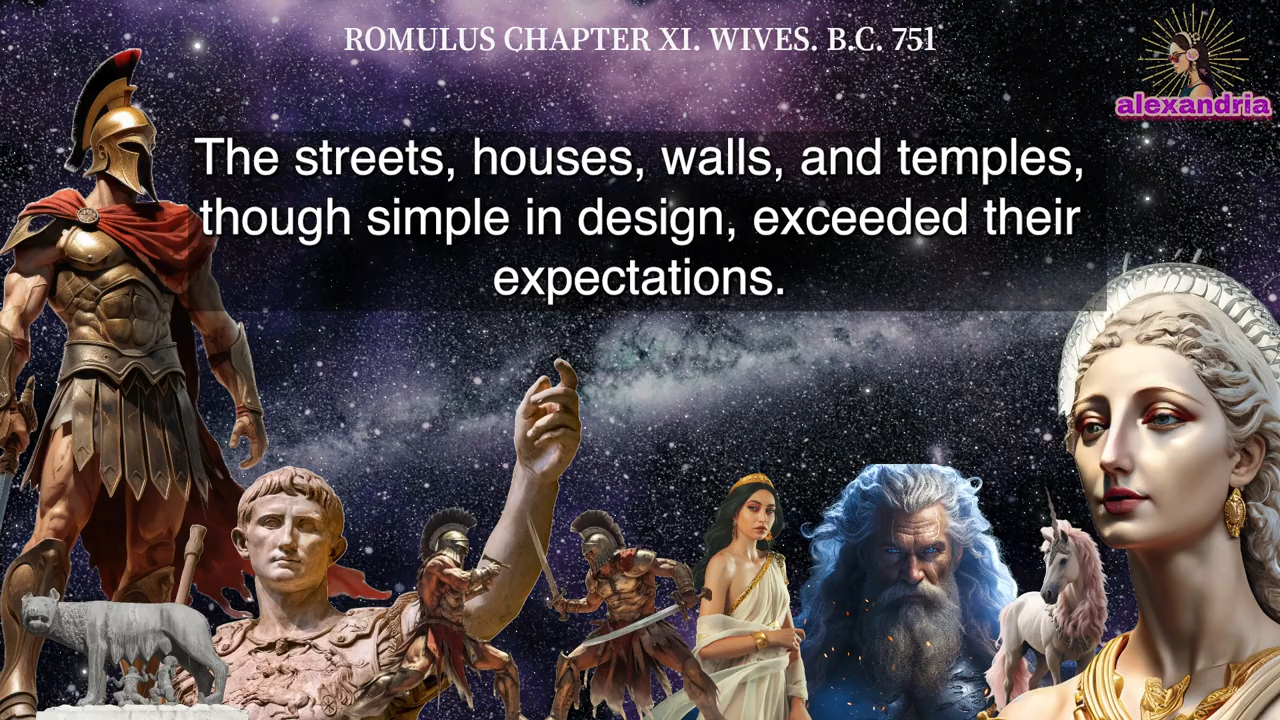 ROMULUS CHAPTER XI. WIVES. B.C. 751
alexandria
The streets, houses, walls, and temples,
though simple in design, exceeded their
expectations.